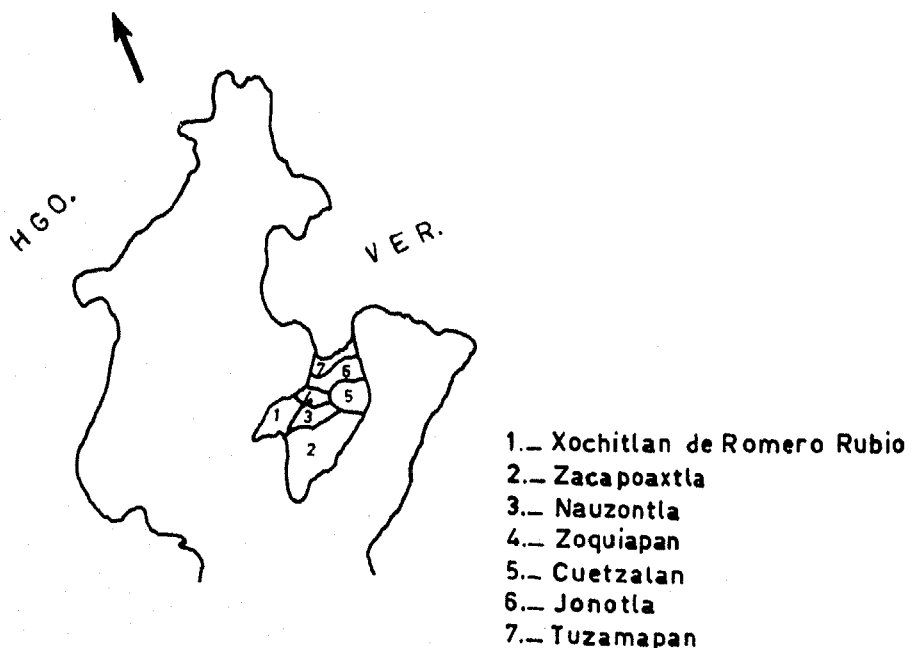 HGO.
VER.
7
6
4
5
1
3
2
1.— Xochitlan de Romero Rubio
2.— Zacapoaxtla
3.— Nauzontla
4.— Zoquiapan
5.— Cuetzalan
6.— Jonotla
7.— Tuzamapan